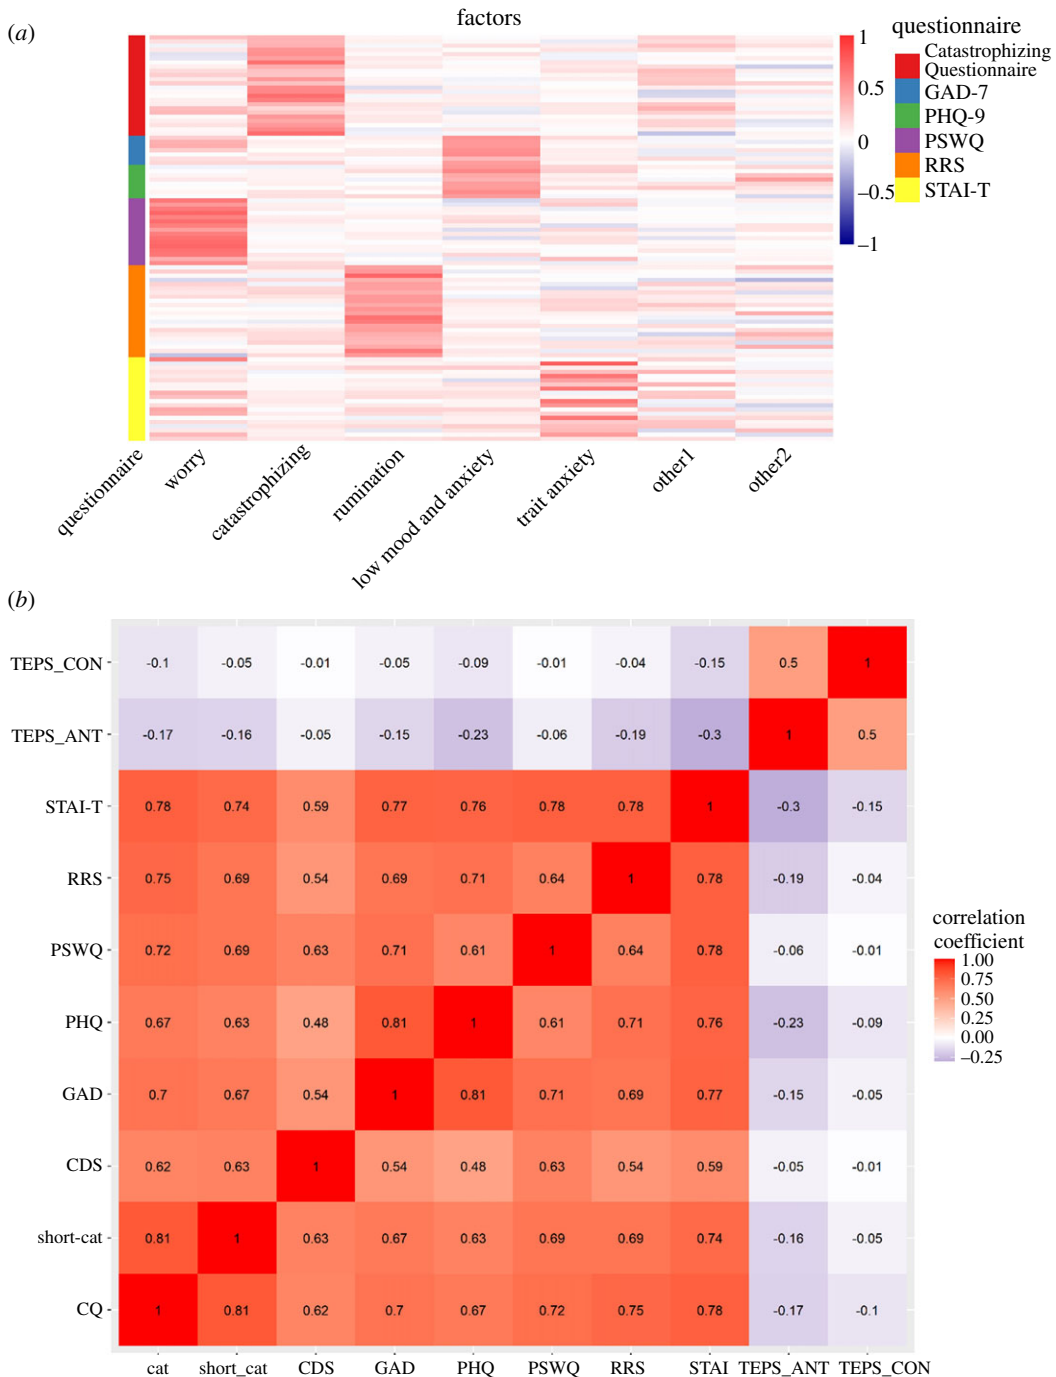 (a)
factors
questionnaire
Catastrophizing
Questionnaire
GAD-7
PHQ-9
PSWQ
RRS
STAI-T
1
0.5
0
−0.5
−1
questionnaire
worry
catastrophizing
rumination
low mood and anxiety
trait anxiety
other1
other2
(b)
TEPS_CON -0.1 -0.05 -0.01 -0.05 -0.09 -0.01 -0.04 -0.15 0.5 1
TEPS_ANT -0.17 -0.16 -0.05 -0.15 -0.23 -0.06 -0.19 -0.3 1 0.5
STAI-T 0.78 0.74 0.59 0.77 0.76 0.78 0.78 1 -0.3 -0.15
RRS 0.75 0.69 0.54 0.69 0.71 0.64 1 0.78 -0.19 -0.04
PSWQ 0.72 0.69 0.63 0.71 0.61 1 0.64 0.78 -0.06 -0.01
PHQ 0.67 0.63 0.48 0.81 1 0.61 0.71 0.76 -0.23 -0.09
GAD 0.7 0.67 0.54 1 0.81 0.71 0.69 0.77 -0.15 -0.05
CDS 0.62 0.63 1 0.54 0.48 0.63 0.54 0.59 -0.05 -0.01
short-cat 0.81 1 0.63 0.67 0.63 0.69 0.69 0.74 -0.16 -0.05
CQ 1 0.81 0.62 0.7 0.67 0.72 0.75 0.78 -0.17 -0.1
cat short_cat CDS GAD PHQ PSWQ RRS STAI TEPS_ANT TEPS_CON
correlation
coefficient
1.00
0.75
0.50
0.25
0.00
−0.25